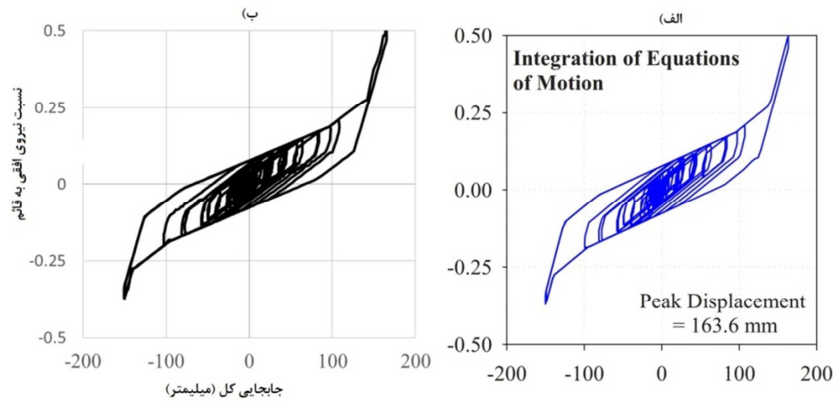 ب)
الف)
نسبت نیروی افقی به قائم
0.5
0.25
0
-0.25
-0.5
-200
-100
0
100
200
جابجایی کل (میلیمتر)
0.50
0.25
0.00
-0.25
-0.50
-200
-100
0
100
200
Integration of Equations
of Motion
Peak Displacement
= 163.6 mm